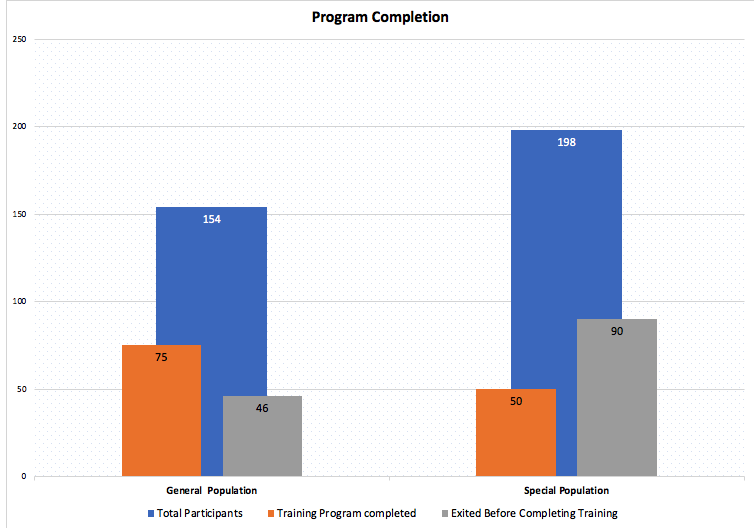 Program Completion
250
200
150
100
50
0
198
154
90
75
50
46
General Population
Special Population
Total Participants
Training Program completed
Exited Before Completing Training